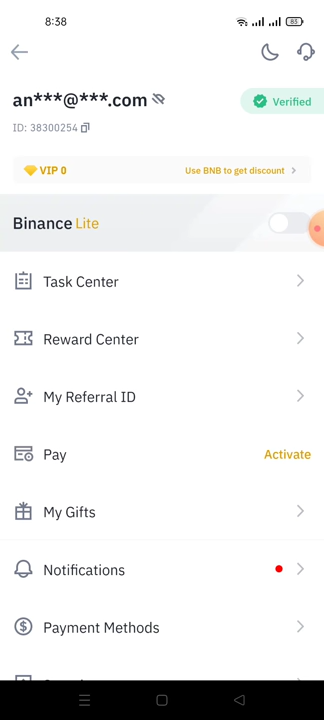 8:38
85
an***@***.com
Verified
ID: 38300254
VIP 0
Use BNB to get discount
Binance Lite
Task Center
Reward Center
My Referral ID
Pay
Activate
My Gifts
Notifications
Payment Methods